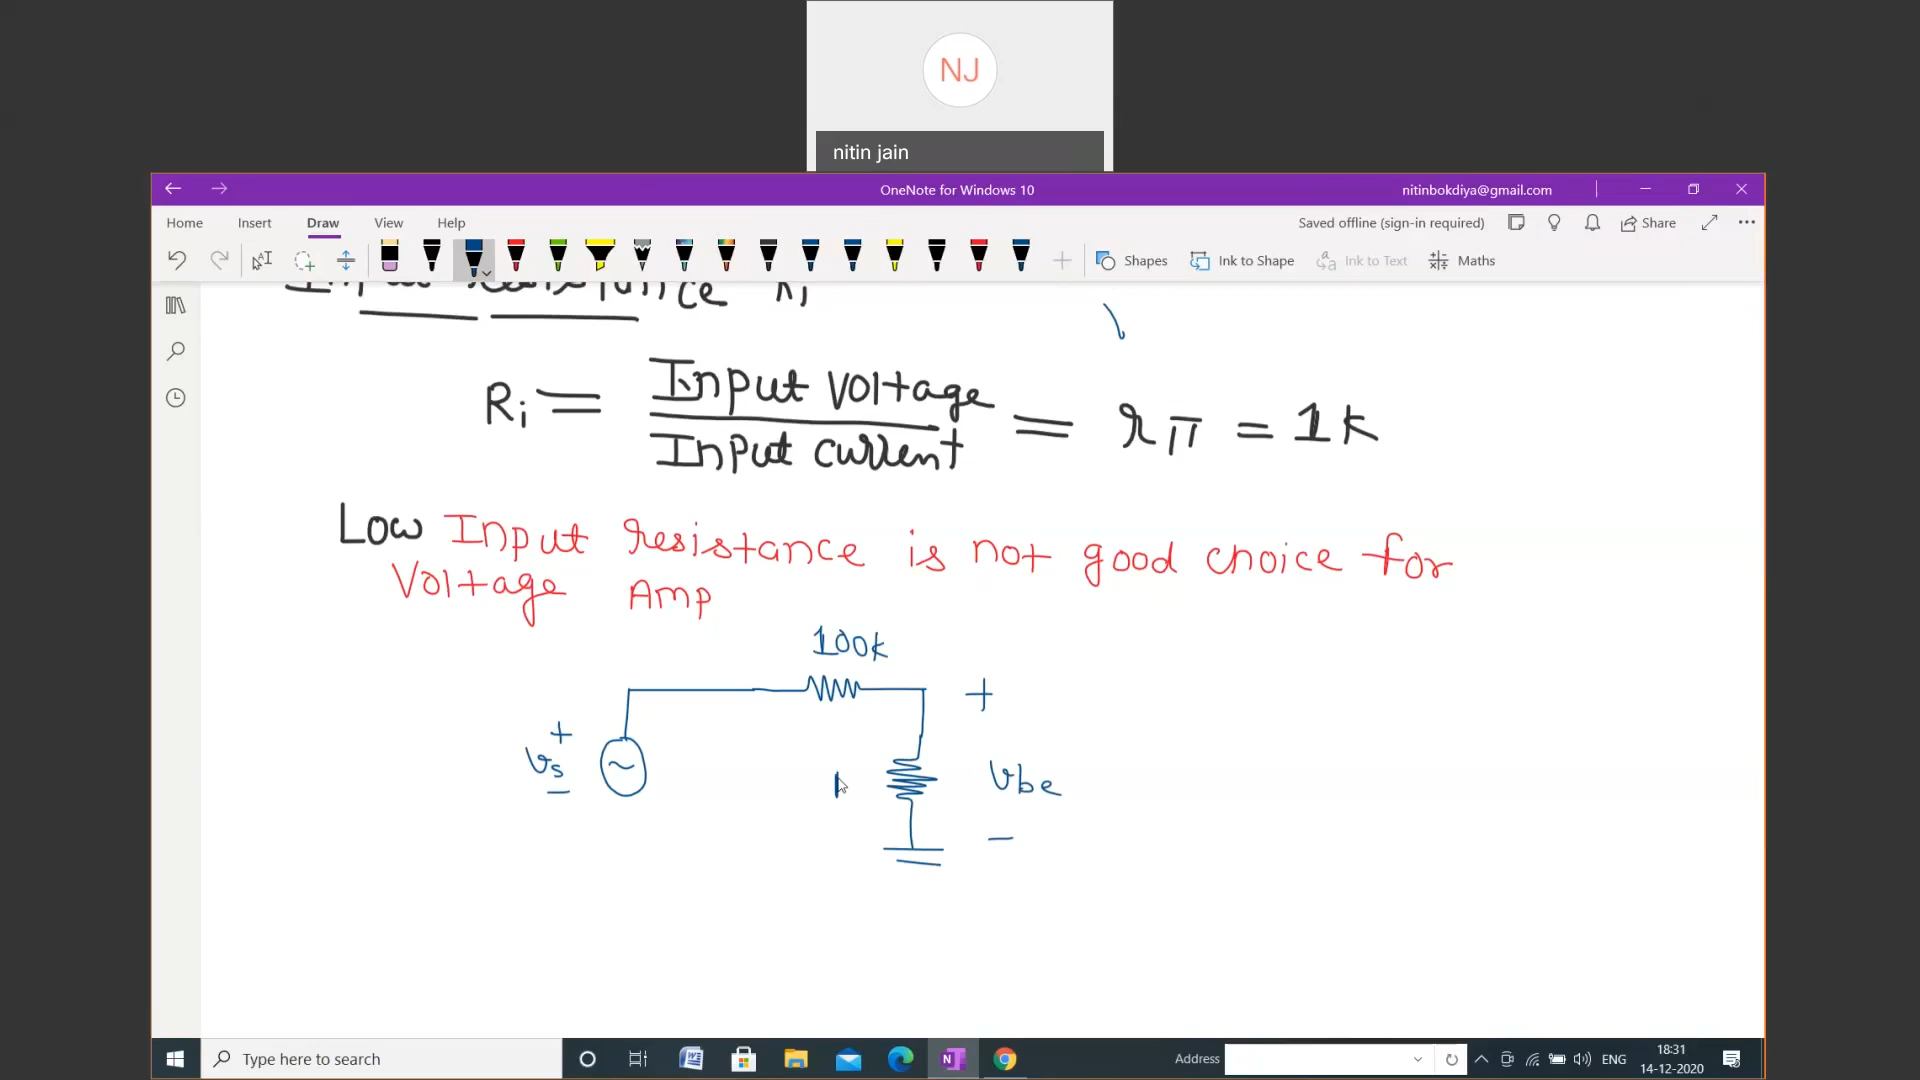 NJ
nitin jain
OneNote for Windows 10
nitinbokdiya@gmail.com
Home Insert Draw View Help
Saved offline (sign-in required) Share
Shapes Ink to Shape Ink to Text Maths
Input resistance Ri
Ri = Input voltage / Input current = rπ = 1k
Low Input resistance is not good choice for
Voltage Amp
100k
+
+
vs
vbe
−
−
Type here to search
Address
ENG
18:31
14-12-2020